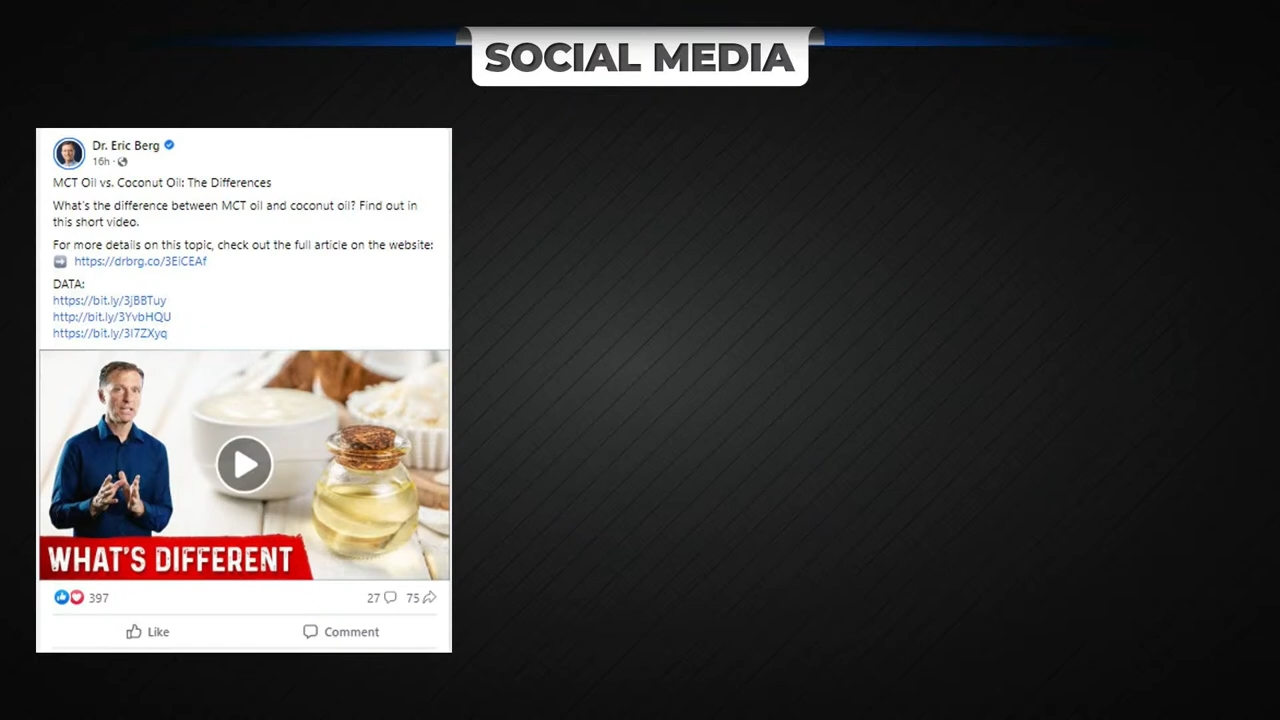 SOCIAL MEDIA
Dr. Eric Berg
16h ·
MCT Oil vs. Coconut Oil: The Differences
What's the difference between MCT oil and coconut oil? Find out in
this short video.
For more details on this topic, check out the full article on the website:
https://drbrg.co/3EiCEAf
DATA:
https://bit.ly/3jBBTuy
http://bit.ly/3YvbHQU
https://bit.ly/3I7ZXyq
WHAT'S DIFFERENT
397
27
75
Like
Comment